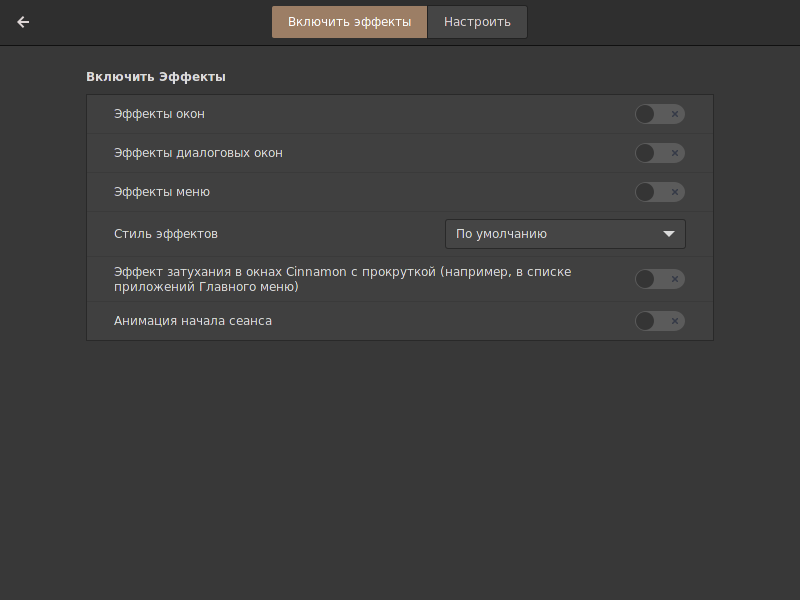 Включить эффекты
Настроить
Включить Эффекты
Эффекты окон
Эффекты диалоговых окон
Эффекты меню
Стиль эффектов
По умолчанию
Эффект затухания в окнах Cinnamon с прокруткой (например, в списке
приложений Главного меню)
Анимация начала сеанса